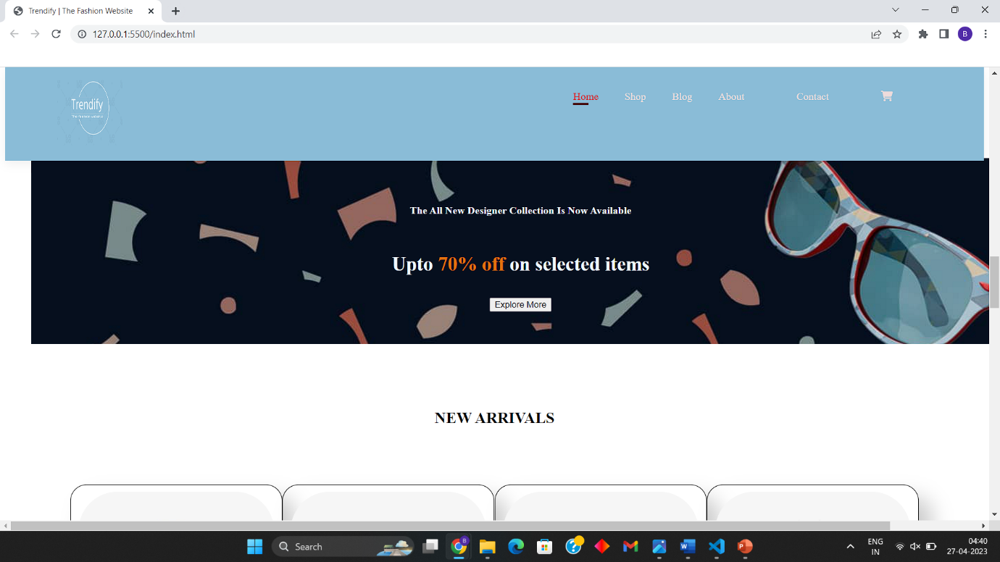 Trendify | The Fashion Website
127.0.0.1:5500/index.html
B
Trendify
Home Shop Blog About Contact
The All New Designer Collection Is Now Available
Upto 70% off on selected items
Explore More
NEW ARRIVALS
Search
B
W
P
ENG
IN
04:40
27-04-2023